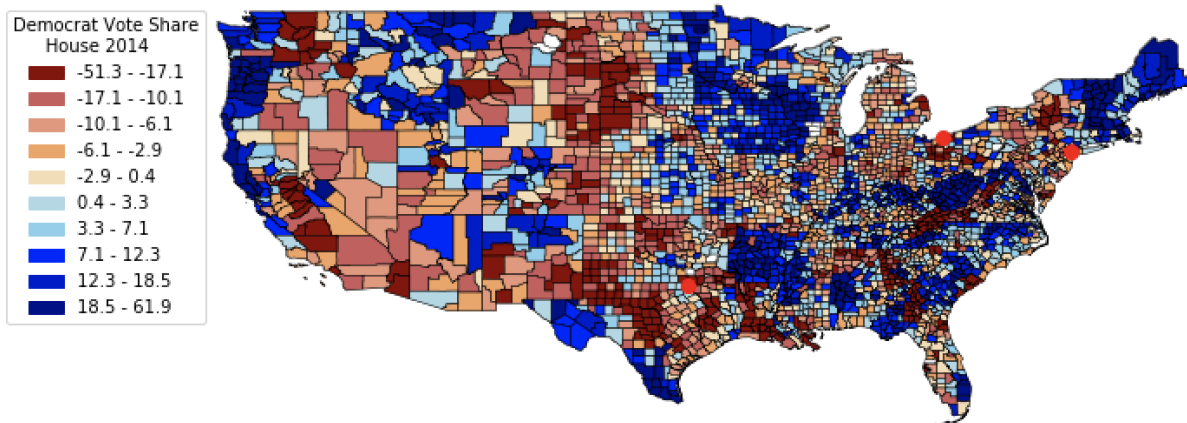 Democrat Vote Share
House 2014
-51.3 - -17.1
-17.1 - -10.1
-10.1 - -6.1
-6.1 - -2.9
-2.9 - 0.4
0.4 - 3.3
3.3 - 7.1
7.1 - 12.3
12.3 - 18.5
18.5 - 61.9